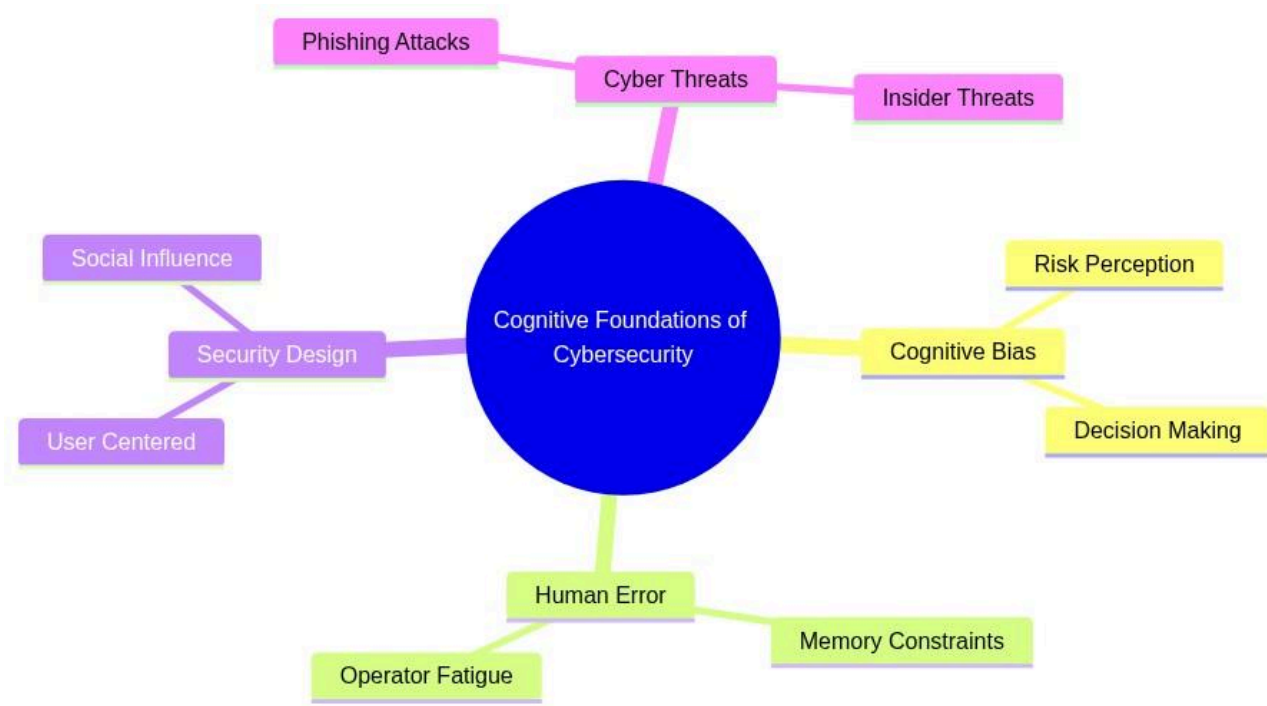 Phishing Attacks
Cyber Threats
Insider Threats
Social Influence
Security Design
User Centered
Cognitive Foundations of
Cybersecurity
Risk Perception
Cognitive Bias
Decision Making
Human Error
Memory Constraints
Operator Fatigue